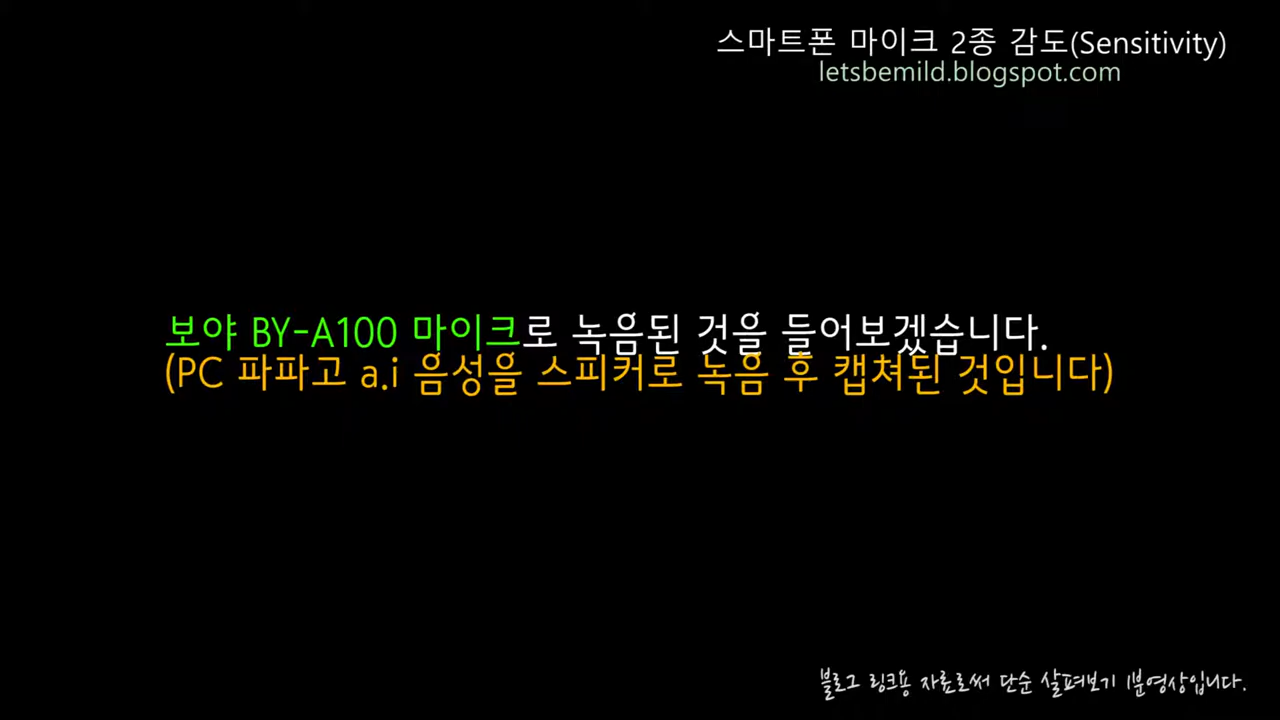 스마트폰 마이크 2종 감도(Sensitivity)
letsbemild.blogspot.com
보야 BY-A100 마이크로 녹음된 것을 들어보겠습니다.
(PC 파파고 a.i 음성을 스피커로 녹음 후 캡쳐된 것입니다)
블로그 링크용 자료로써 단순 살펴보기 1분영상입니다.